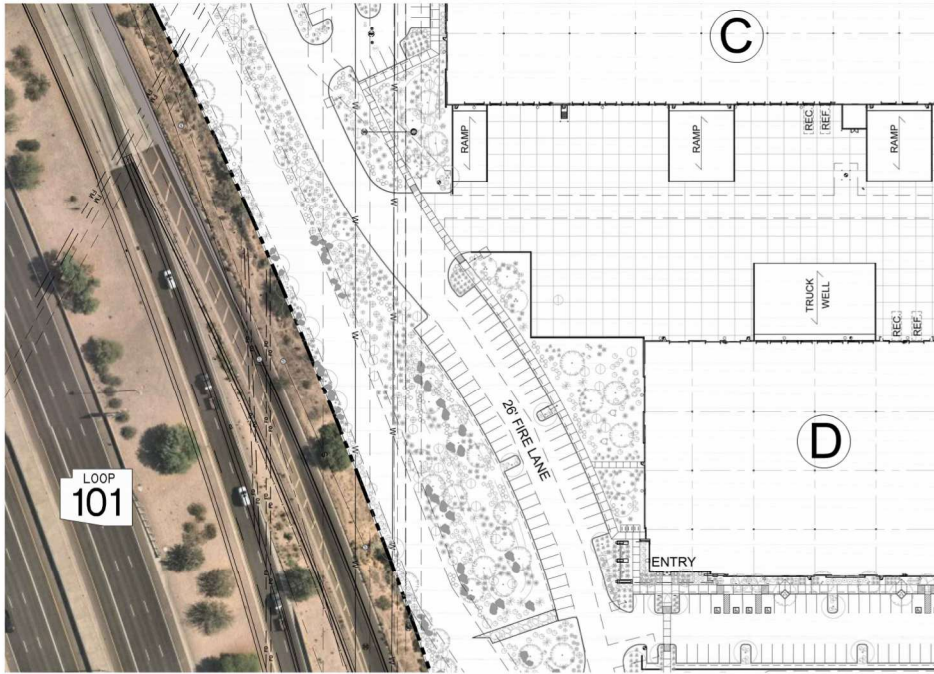 C
RAMP
RAMP
REC.
REF.
RAMP
W
W
W
TRUCK
WELL
REC.
REF.
W
26' FIRE LANE
W
D
LOOP
101
W
ENTRY